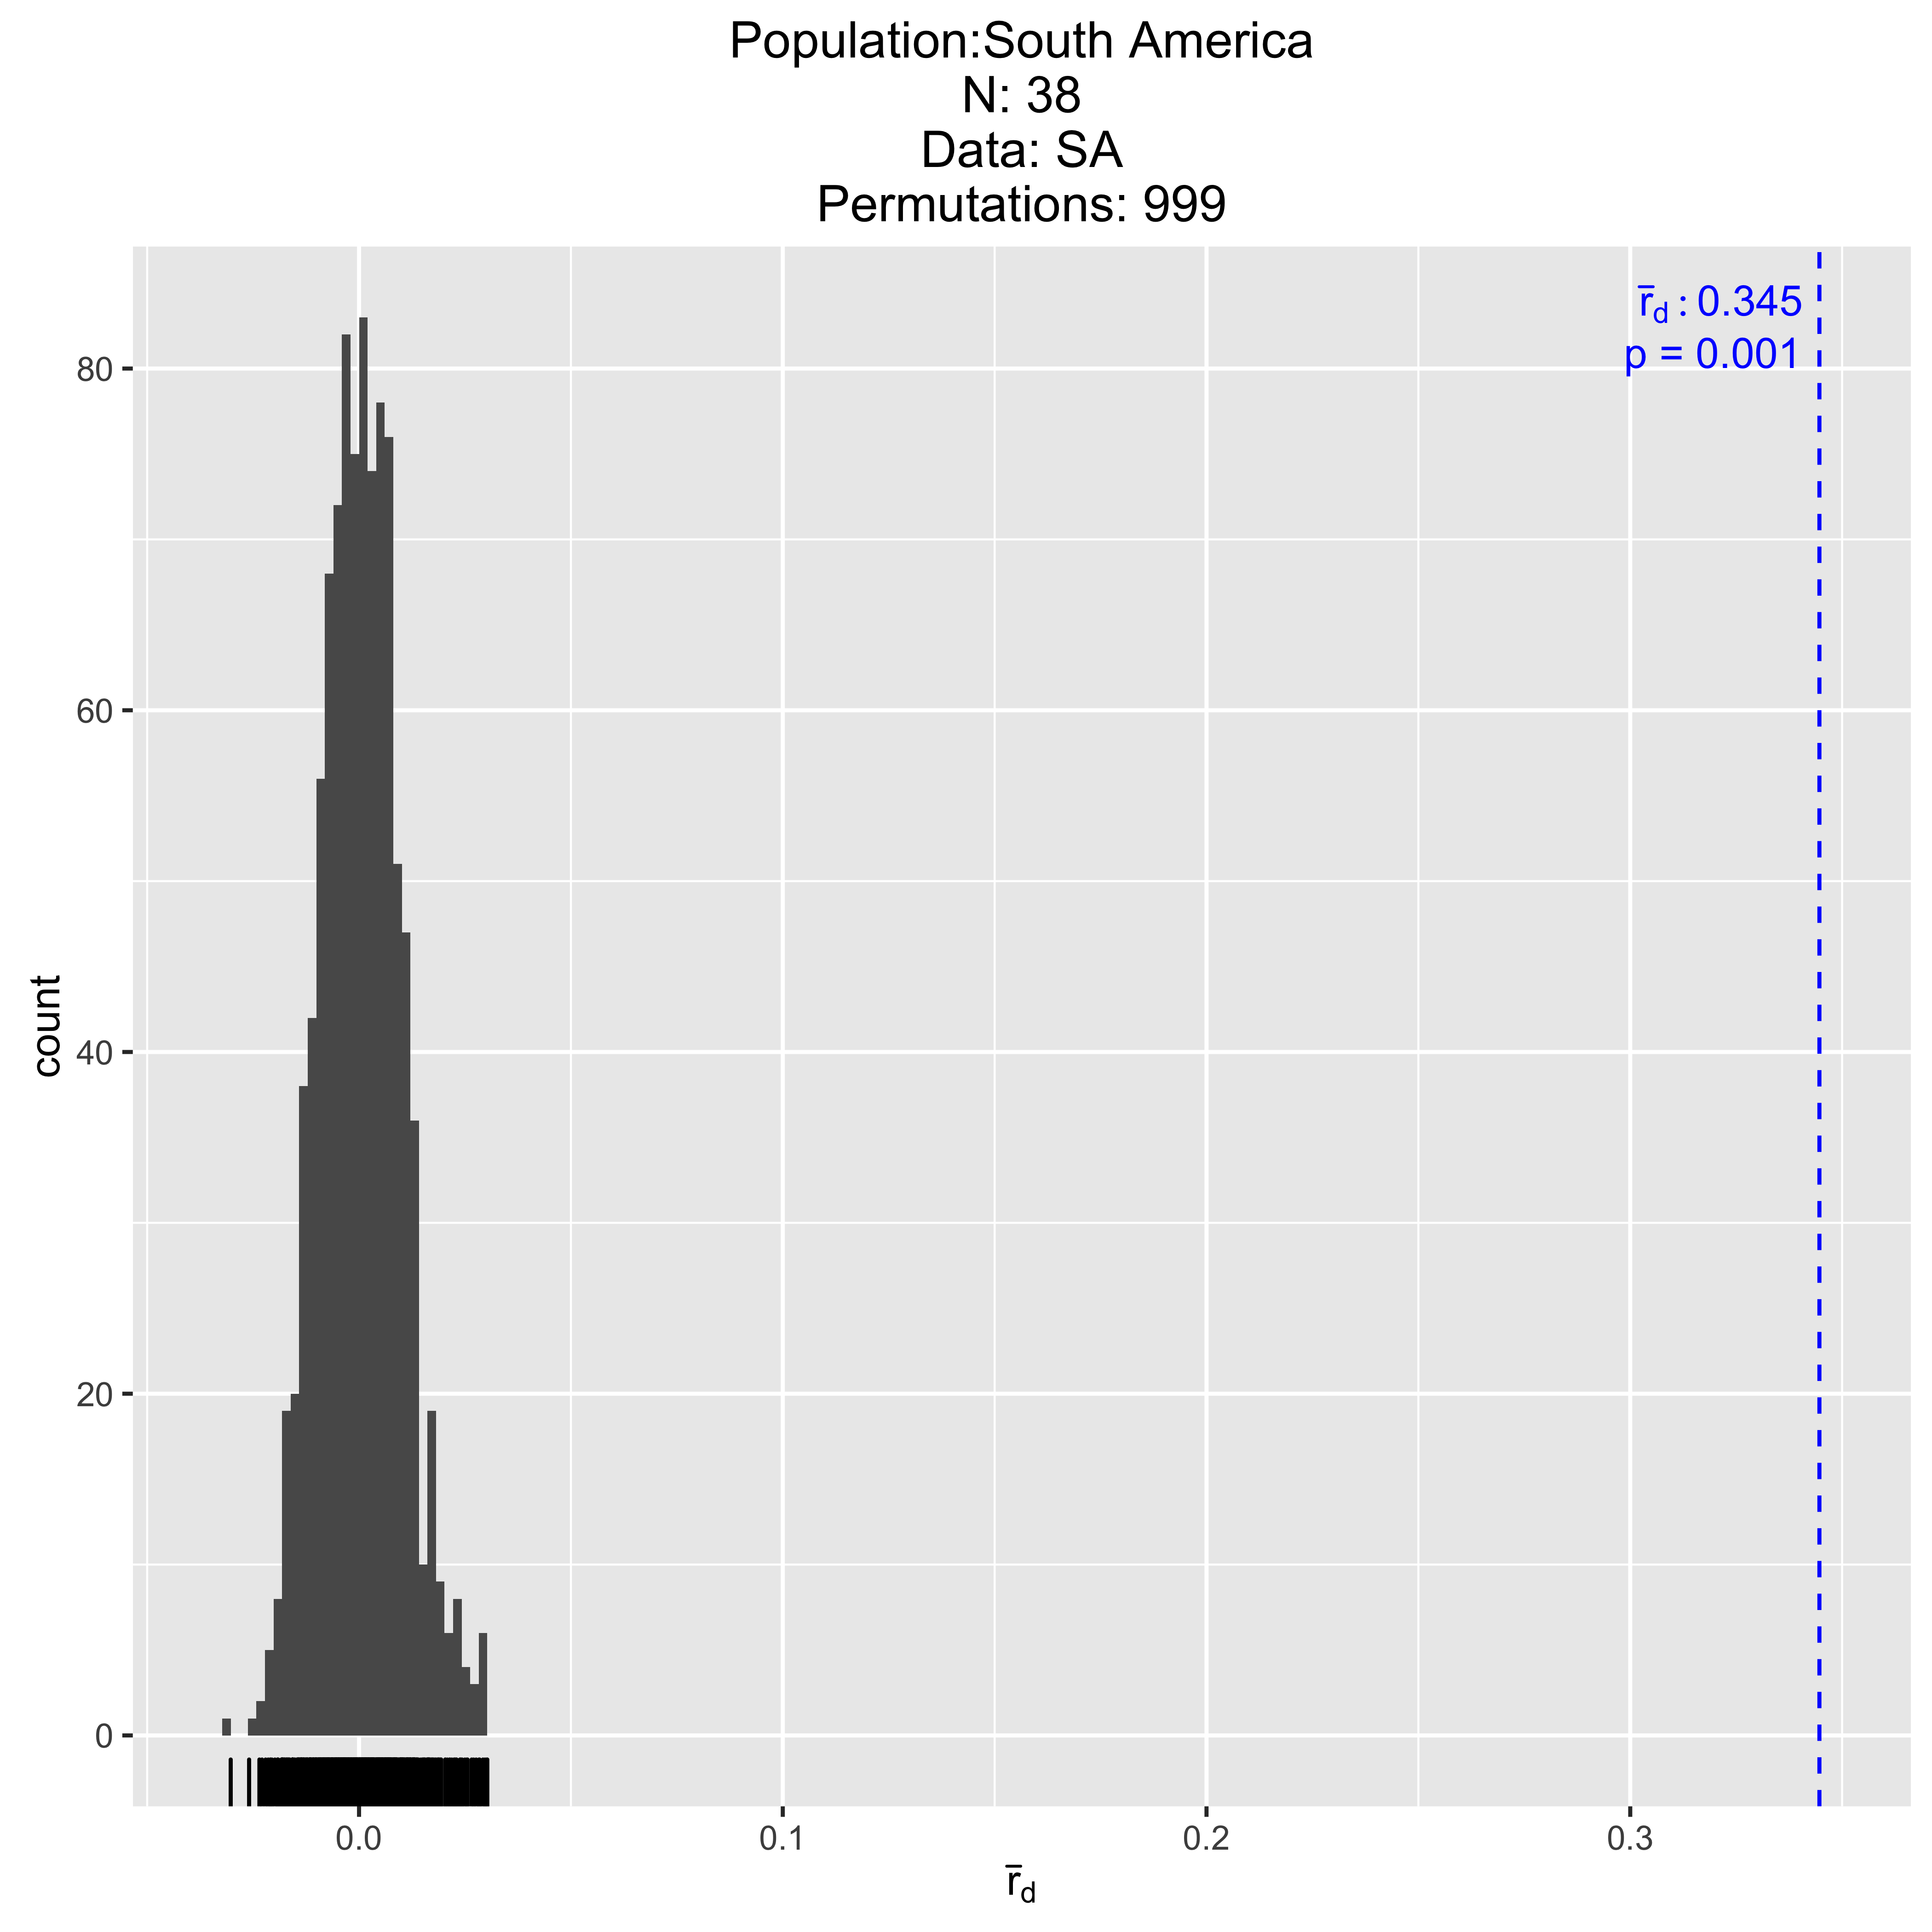 Population:South America
N: 38
Data: SA
Permutations: 999
r̄d : 0.345
p = 0.001
80
60
40
20
0
count
0.0 0.1 0.2 0.3
r̄d